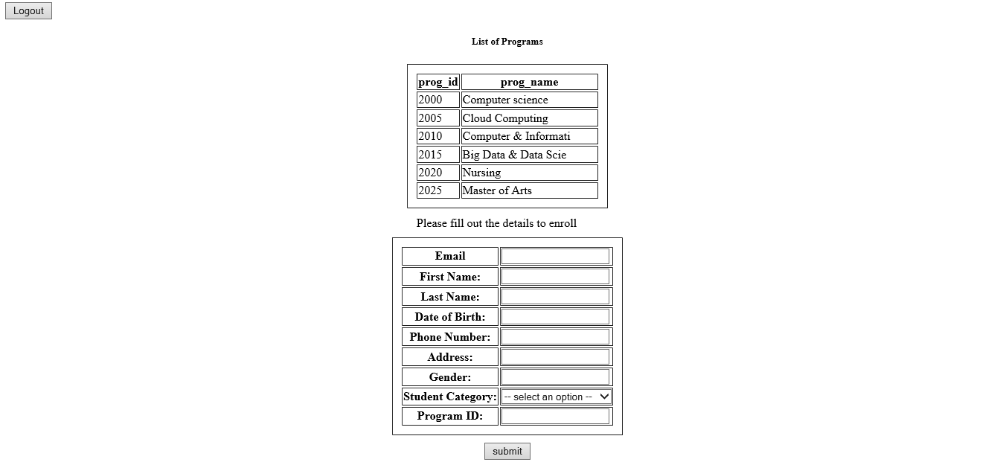 Logout
List of Programs
prog_id prog_name
2000 Computer science
2005 Cloud Computing
2010 Computer & Informati
2015 Big Data & Data Scie
2020 Nursing
2025 Master of Arts
Please fill out the details to enroll
Email
First Name:
Last Name:
Date of Birth:
Phone Number:
Address:
Gender:
Student Category: -- select an option --
Program ID:
submit